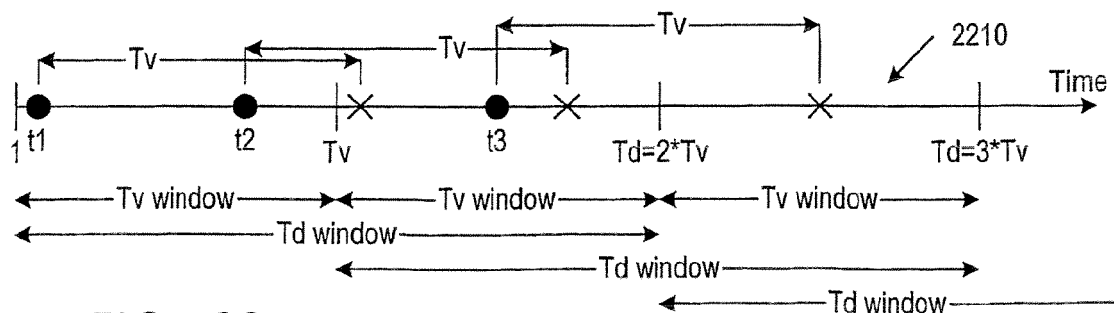 Tv
Tv
Tv
2210
Time
1 t1 t2 Tv t3 Td=2*Tv Td=3*Tv
Tv window Tv window Tv window
Td window
Td window
Td window